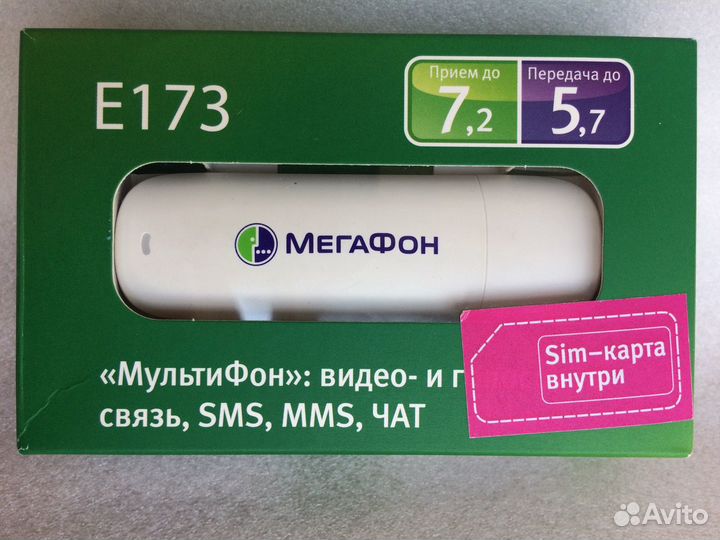 E173
Прием до
7,2
Передача до
5,7
МЕГАФОН
«МультиФон»: видео- и г
связь, SMS, MMS, ЧАТ
Sim-карта
внутри
Avito